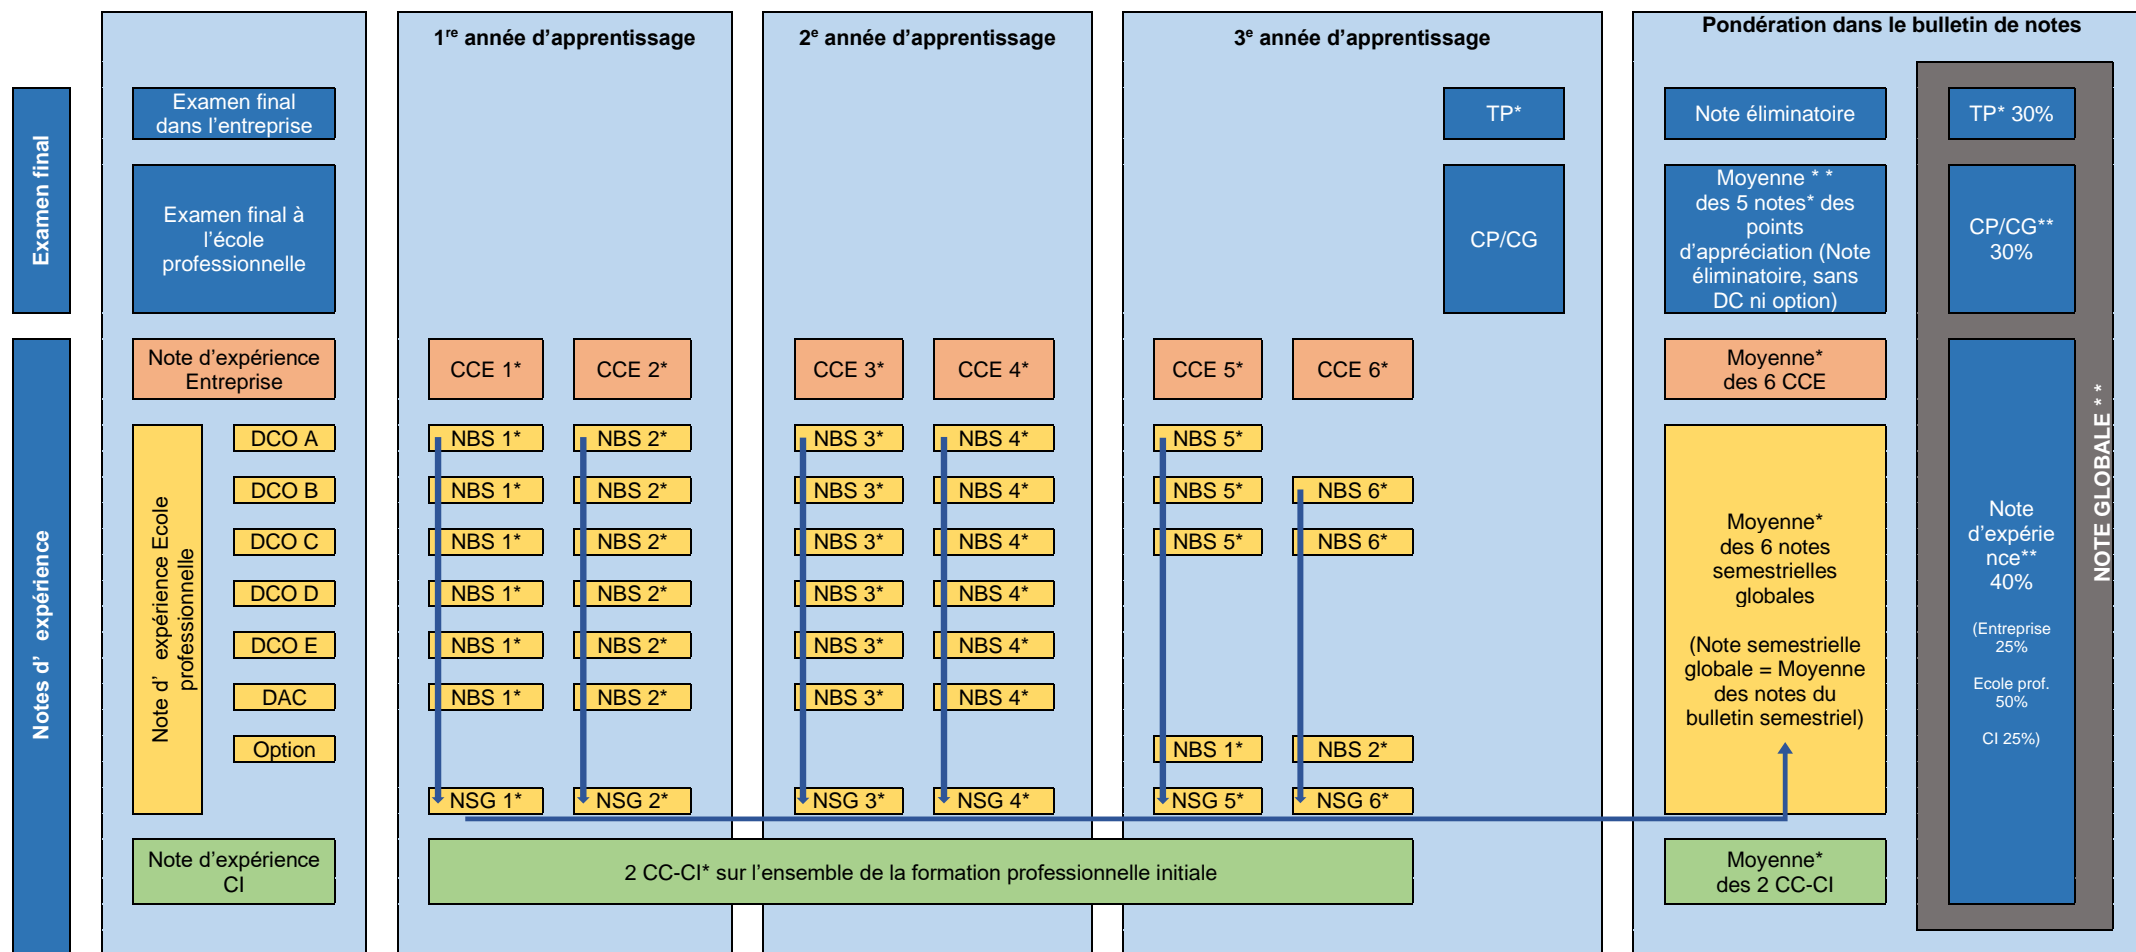 1re année d'apprentissage
2e année d'apprentissage
3e année d'apprentissage
Pondération dans le bulletin de notes
Examen final
Examen final
dans l'entreprise
TP*
Note éliminatoire
TP* 30%
Examen final à
l'école
professionnelle
CP/CG
Moyenne * *
des 5 notes* des
points
d'appréciation (Note
éliminatoire, sans
DC ni option)
CP/CG**
30%
NOTE GLOBALE * *
Notes d' expérience
Note d'expérience
Entreprise
CCE 1*
CCE 2*
CCE 3*
CCE 4*
CCE 5*
CCE 6*
Moyenne*
des 6 CCE
Note d' expérience Ecole
professionnelle
DCO A
NBS 1*
NBS 2*
NBS 3*
NBS 4*
NBS 5*
DCO B
NBS 1*
NBS 2*
NBS 3*
NBS 4*
NBS 5*
NBS 6*
DCO C
NBS 1*
NBS 2*
NBS 3*
NBS 4*
NBS 5*
NBS 6*
DCO D
NBS 1*
NBS 2*
NBS 3*
NBS 4*
DCO E
NBS 1*
NBS 2*
NBS 3*
NBS 4*
DAC
NBS 1*
NBS 2*
NBS 3*
NBS 4*
Option
NBS 1*
NBS 2*
NSG 1*
NSG 2*
NSG 3*
NSG 4*
NSG 5*
NSG 6*
Moyenne*
des 6 notes
semestrielles
globales
(Note semestrielle
globale = Moyenne
des notes du
bulletin semestriel)
Note
d'expérie
nce**
40%
(Entreprise
25%
Ecole prof.
50%
CI 25%)
Note d'expérience
CI
2 CC-CI* sur l'ensemble de la formation professionnelle initiale
Moyenne*
des 2 CC-CI